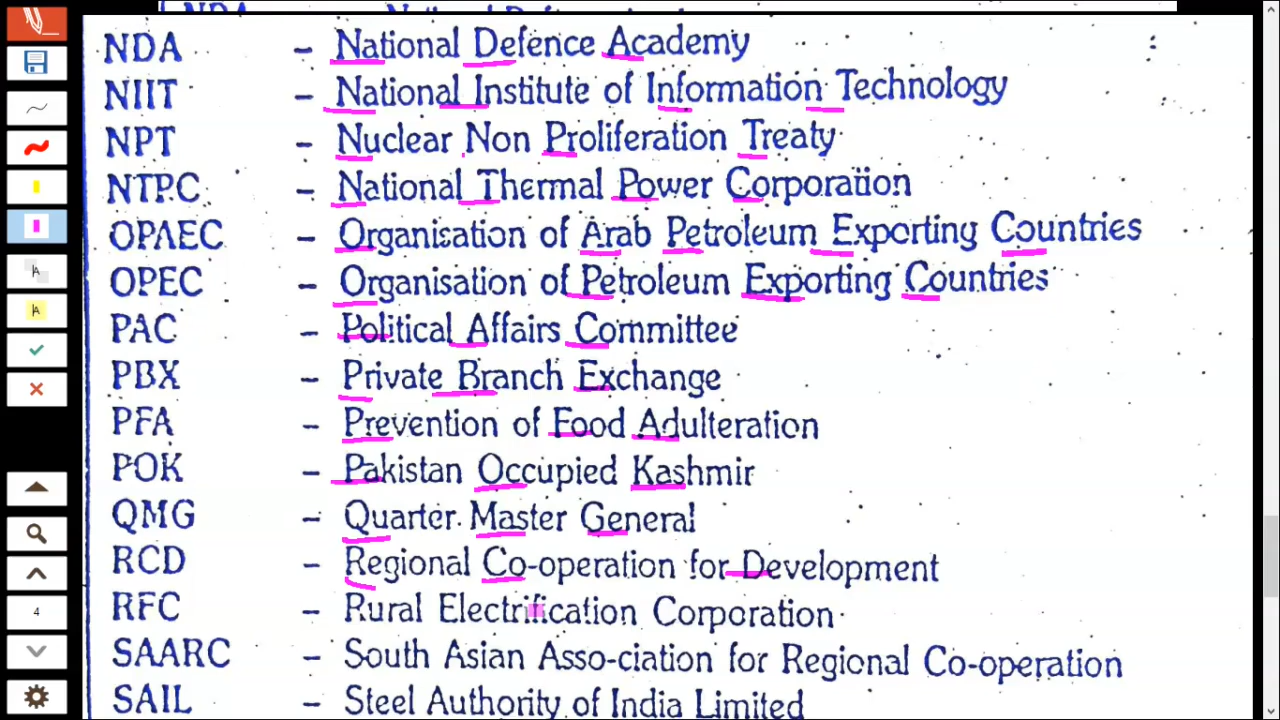 NDA – National Defence Academy
NIIT – National Institute of Information Technology
NPT – Nuclear Non Proliferation Treaty
NTPC – National Thermal Power Corporation
OPAEC – Organisation of Arab Petroleum Exporting Countries
OPEC – Organisation of Petroleum Exporting Countries
PAC – Political Affairs Committee
PBX – Private Branch Exchange
PFA – Prevention of Food Adulteration
POK – Pakistan Occupied Kashmir
QMG – Quarter Master General
RCD – Regional Co-operation for Development
RFC – Rural Electrification Corporation
4
SAARC – South Asian Asso-ciation for Regional Co-operation
SAIL – Steel Authority of India Limited